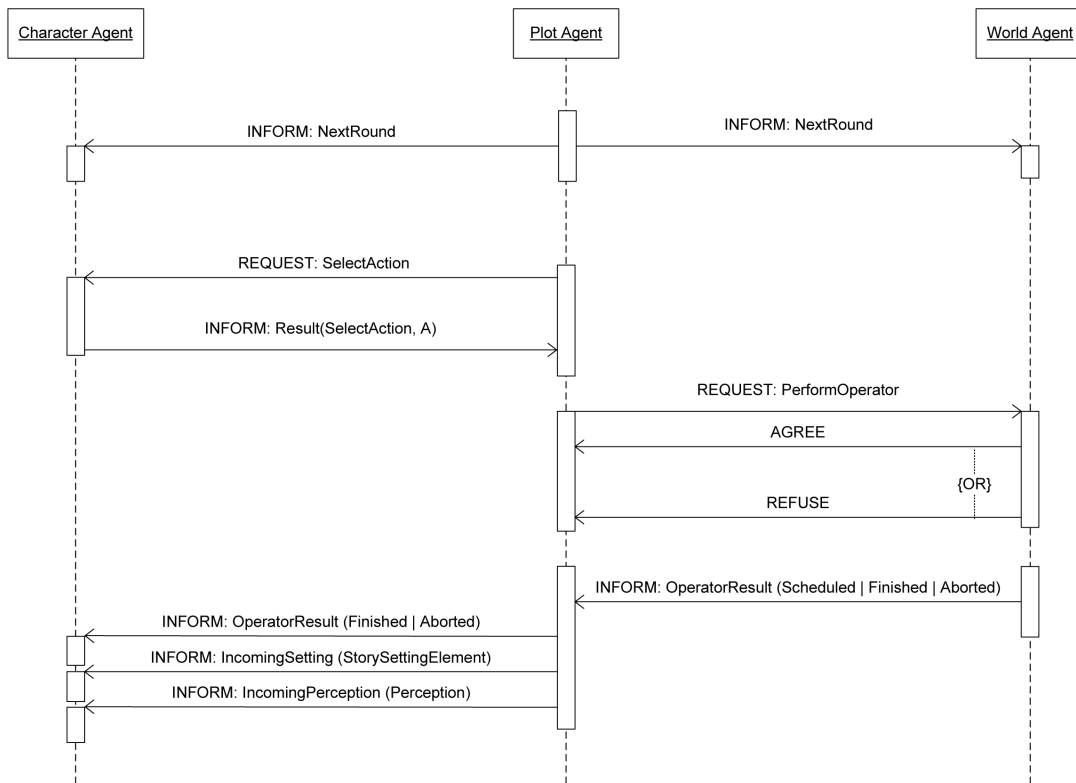 Character Agent
Plot Agent
World Agent
INFORM: NextRound
INFORM: NextRound
REQUEST: SelectAction
INFORM: Result(SelectAction, A)
REQUEST: PerformOperator
AGREE
{OR}
REFUSE
INFORM: OperatorResult (Scheduled | Finished | Aborted)
INFORM: OperatorResult (Finished | Aborted)
INFORM: IncomingSetting (StorySettingElement)
INFORM: IncomingPerception (Perception)